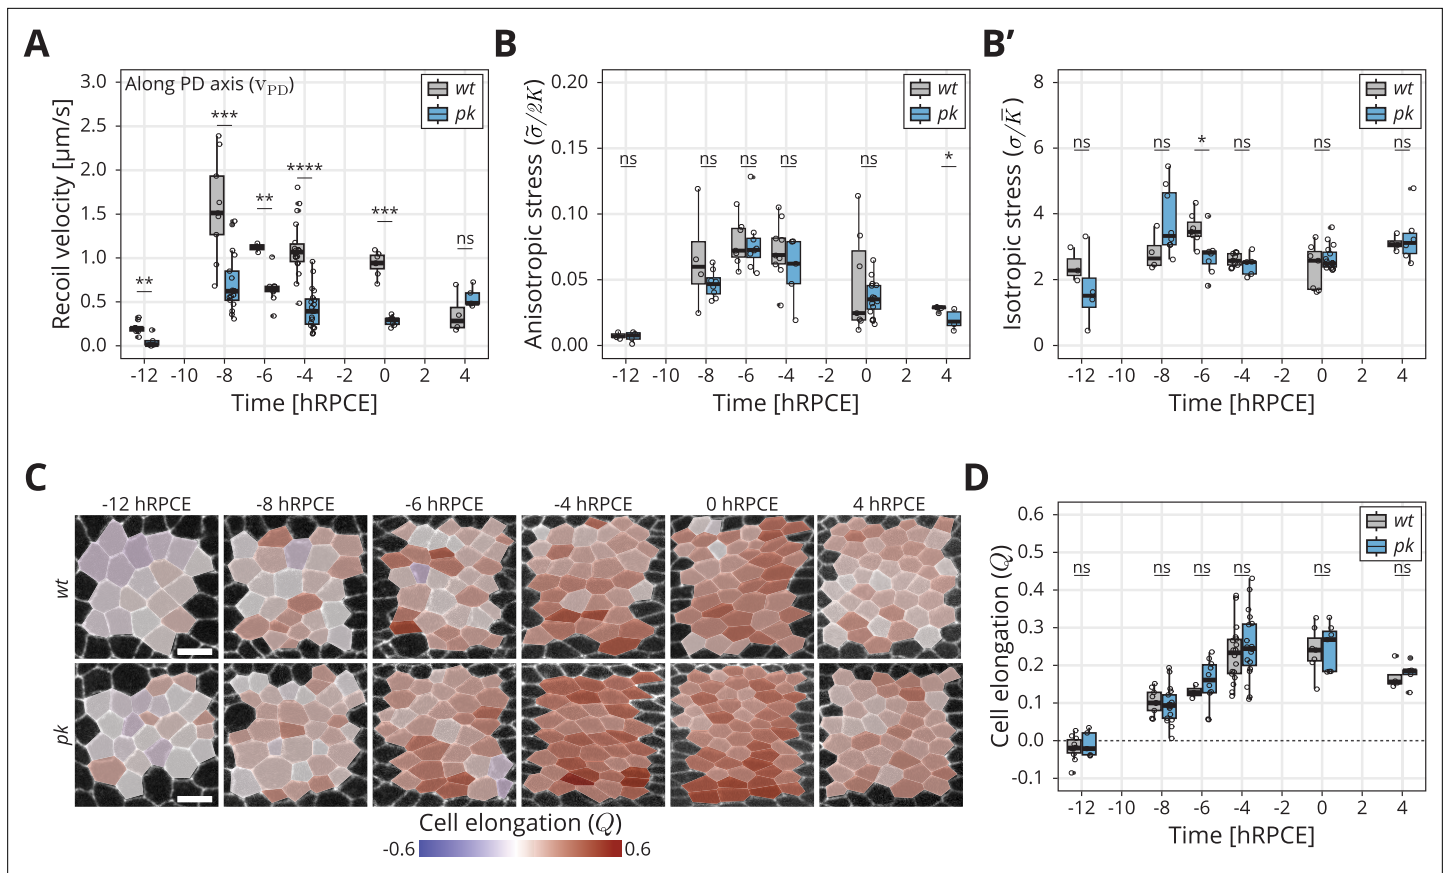 A
Along PD axis (v_PD)
wt
pk
Recoil velocity [µm/s]
3.0
2.5
2.0
1.5
1.0
0.5
0.0
**
***
**
****
***
ns
-12 -10 -8 -6 -4 -2 0 2 4
Time [hRPCE]
B
wt
pk
Anisotropic stress (σ̃/2K)
0.20
0.15
0.10
0.05
0.00
ns ns ns ns ns *
-12 -10 -8 -6 -4 -2 0 2 4
Time [hRPCE]
B′
wt
pk
Isotropic stress (σ/K̅)
8
6
4
2
0
ns ns * ns ns ns
-12 -10 -8 -6 -4 -2 0 2 4
Time [hRPCE]
C
-12 hRPCE -8 hRPCE -6 hRPCE -4 hRPCE 0 hRPCE 4 hRPCE
wt
pk
Cell elongation (Q)
-0.6 0.6
D
wt
pk
Cell elongation (Q)
0.6
0.5
0.4
0.3
0.2
0.1
0.0
-0.1
ns ns ns ns ns ns
-12 -10 -8 -6 -4 -2 0 2 4
Time [hRPCE]